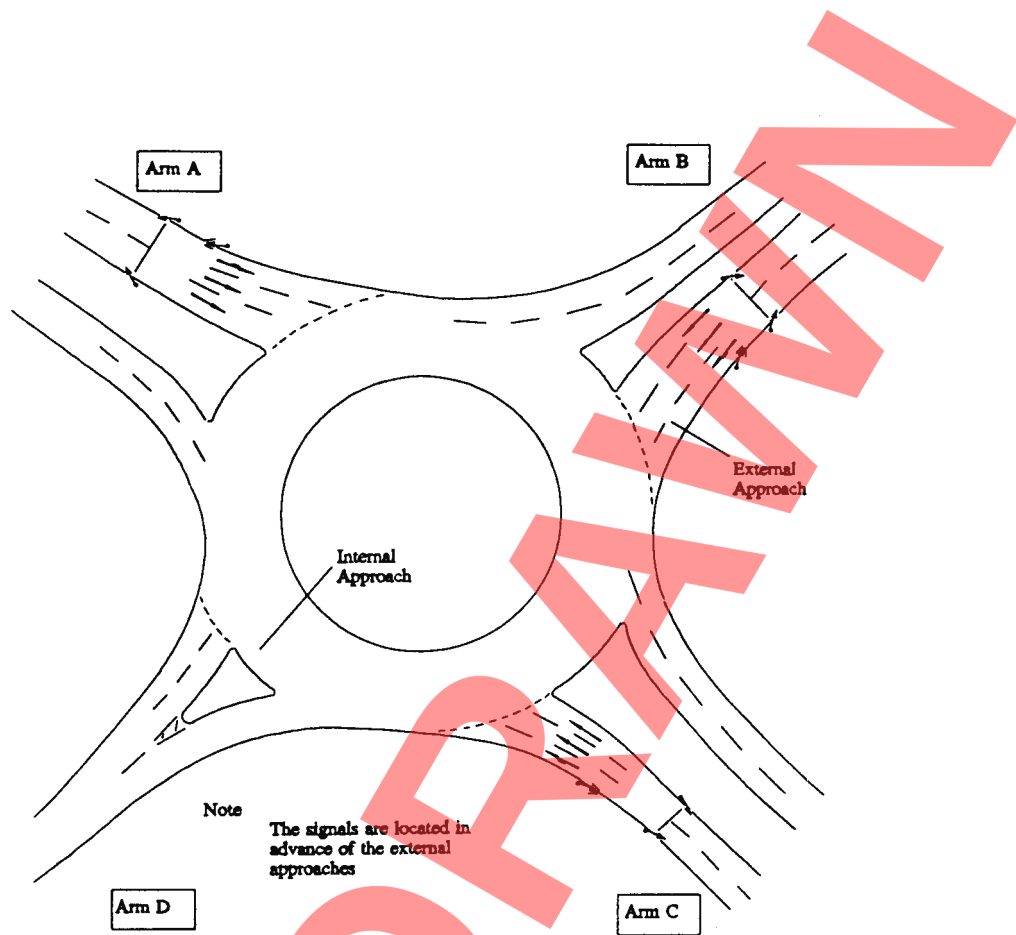 Arm A
Arm B
External
Approach
Internal
Approach
Note
The signals are located in
advance of the external
approaches
Arm D
Arm C